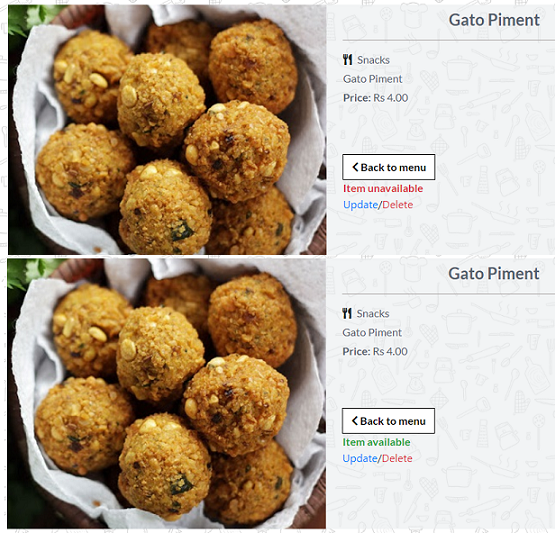 Gato Piment
Snacks
Gato Piment
Price: Rs 4.00
Back to menu
Item unavailable
Update/Delete
Gato Piment
Snacks
Gato Piment
Price: Rs 4.00
Back to menu
Item available
Update/Delete